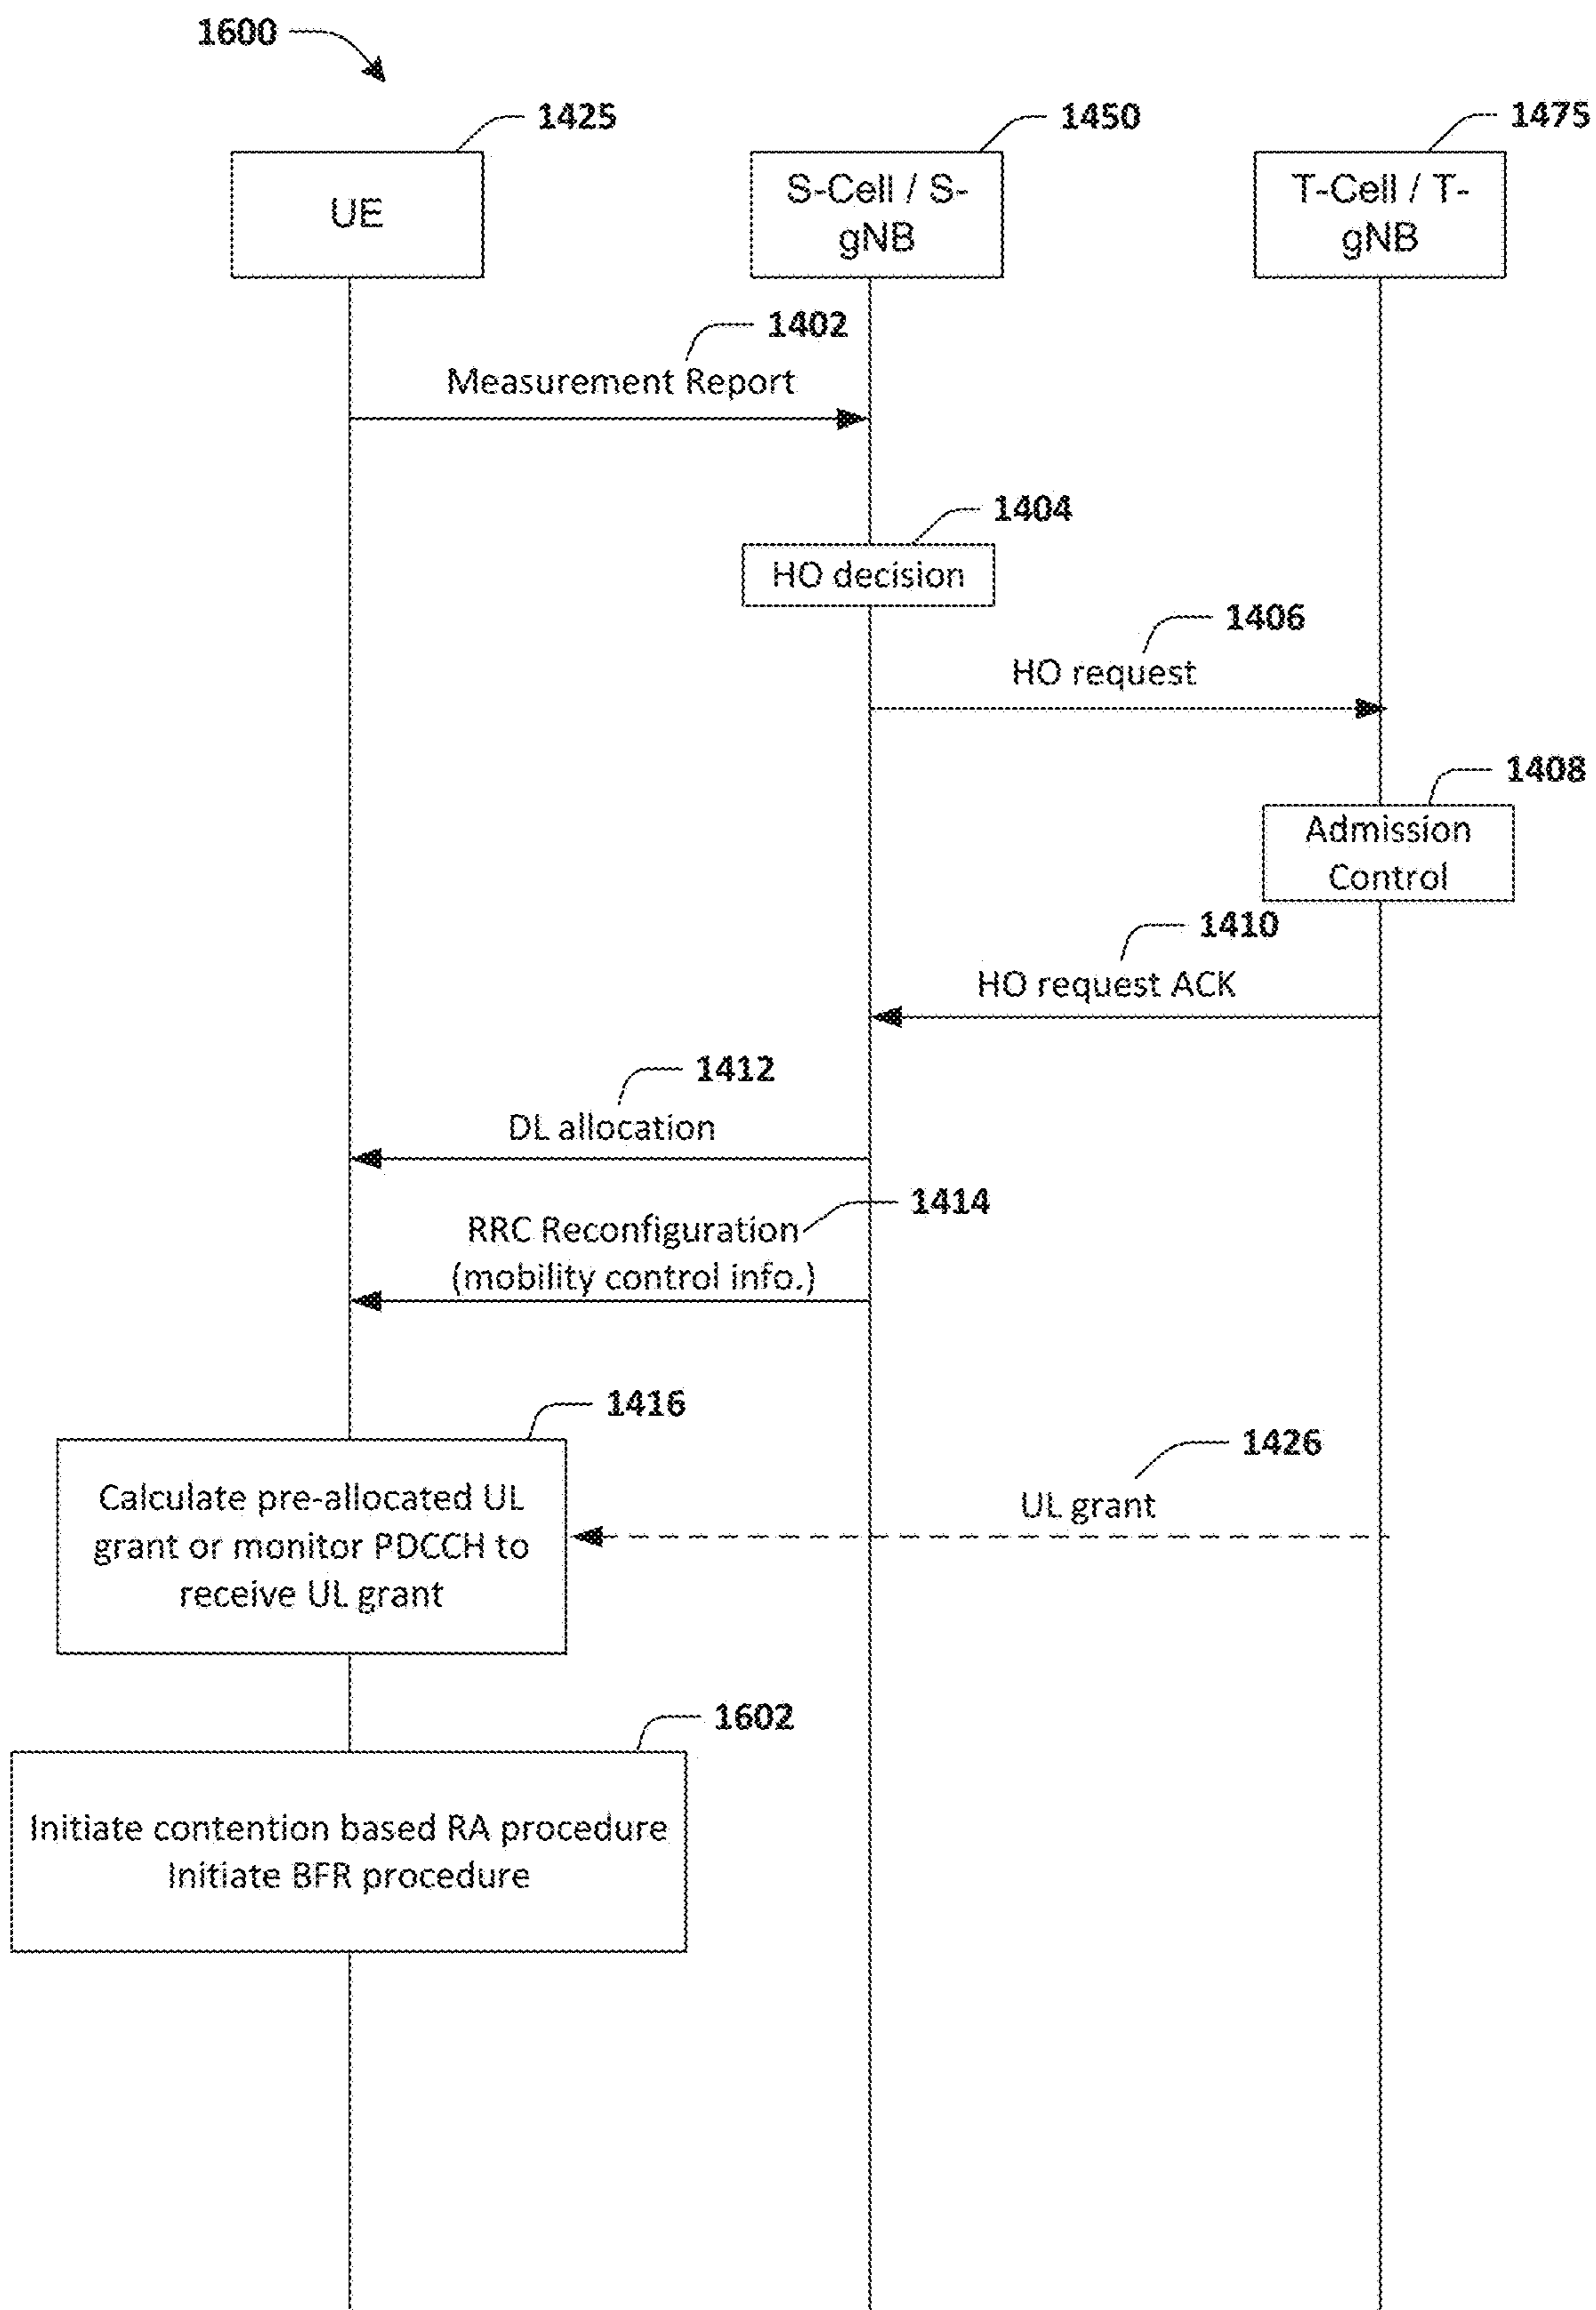 1600
1425
1450
1475
UE
S-Cell / S-
gNB
T-Cell / T-
gNB
1402
Measurement Report
1404
HO decision
1406
HO request
1408
Admission
Control
1410
HO request ACK
1412
DL allocation
1414
RRC Reconfiguration
(mobility control info.)
1416
Calculate pre-allocated UL
grant or monitor PDCCH to
receive UL grant
1426
UL grant
1602
Initiate contention based RA procedure
Initiate BFR procedure